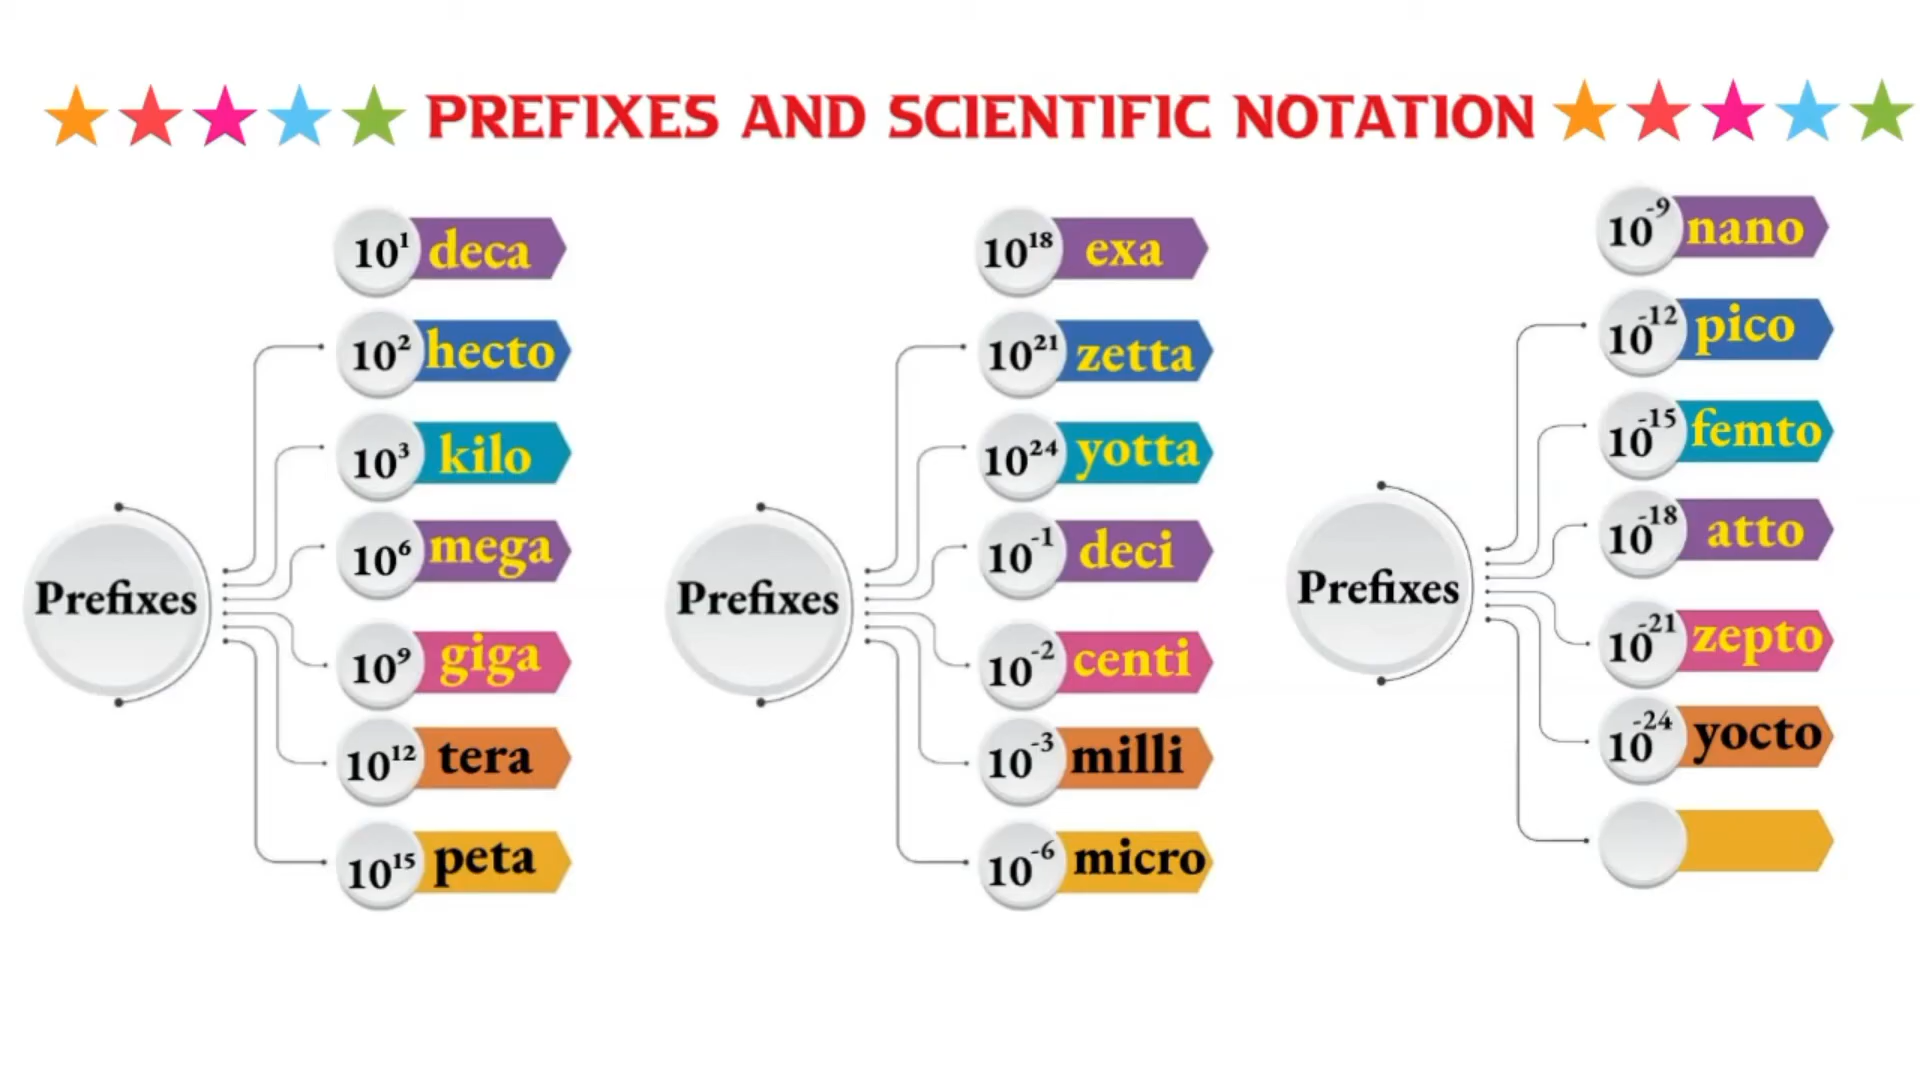 PREFIXES AND SCIENTIFIC NOTATION
Prefixes
10¹ deca
10² hecto
10³ kilo
10⁶ mega
10⁹ giga
10¹² tera
10¹⁵ peta
Prefixes
10¹⁸ exa
10²¹ zetta
10²⁴ yotta
10⁻¹ deci
10⁻² centi
10⁻³ milli
10⁻⁶ micro
Prefixes
10⁻⁹ nano
10⁻¹² pico
10⁻¹⁵ femto
10⁻¹⁸ atto
10⁻²¹ zepto
10⁻²⁴ yocto